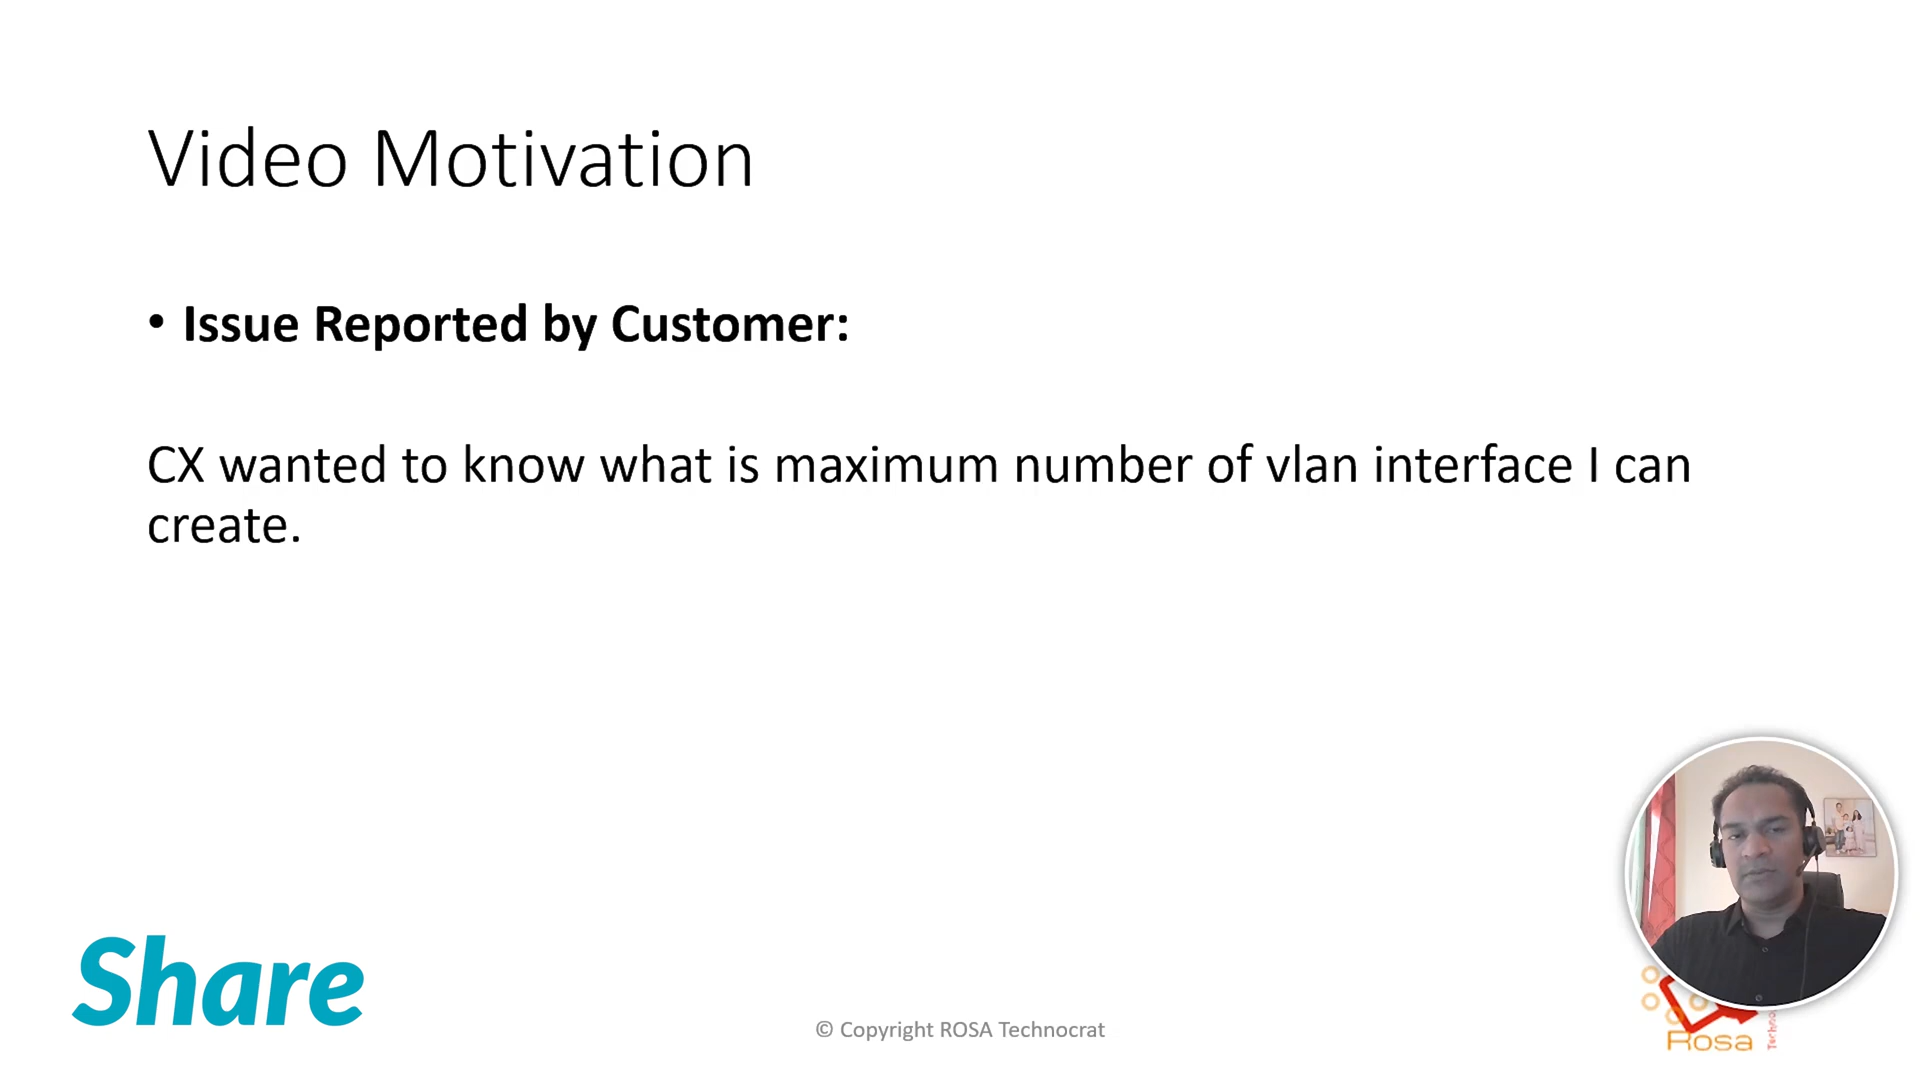 Video Motivation
• Issue Reported by Customer:
CX wanted to know what is maximum number of vlan interface I can
create.
Share
© Copyright ROSA Technocrat
Rosa